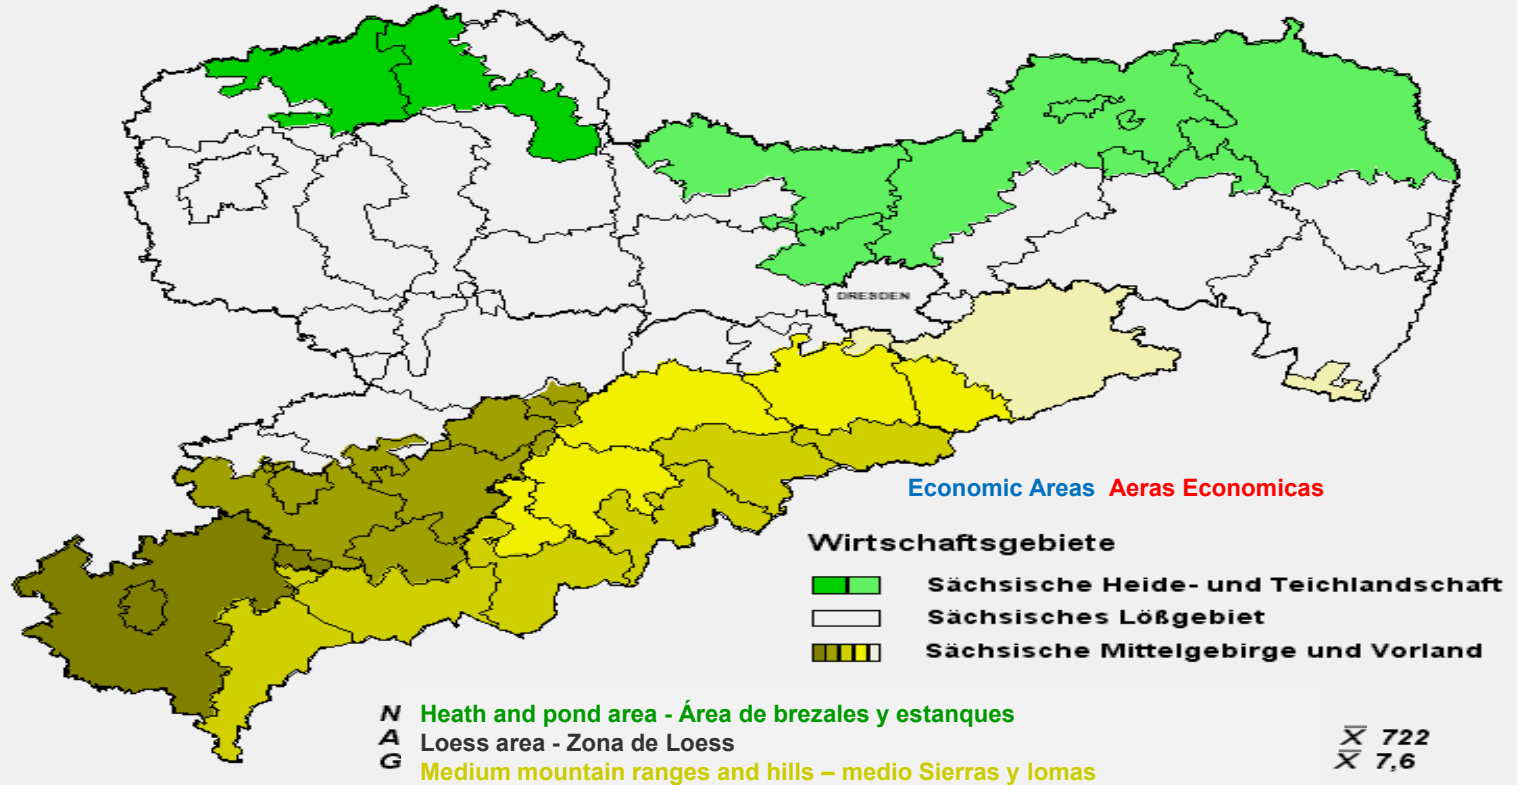 DRESDEN
Economic Areas Aeras Economicas
Wirtschaftsgebiete
Sächsische Heide- und Teichlandschaft
Sächsisches Lößgebiet
Sächsische Mittelgebirge und Vorland
N Heath and pond area - Área de brezales y estanques
A Loess area - Zona de Loess
G Medium mountain ranges and hills – medio Sierras y lomas
X̅ 722
X̅ 7,6